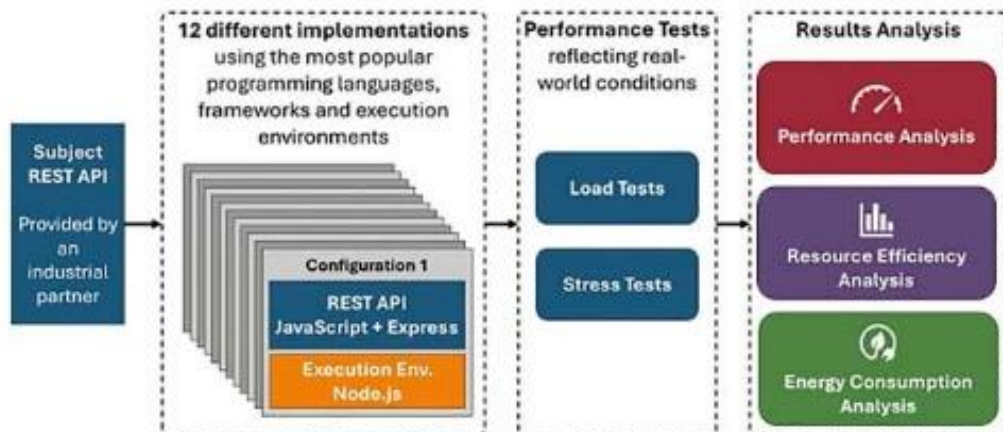 Subject
REST API
Provided by
an
industrial
partner
12 different implementations
using the most popular
programming languages,
frameworks and execution
environments
Configuration 1
REST API
JavaScript + Express
Execution Env.
Node.js
Performance Tests
reflecting real-
world conditions
Load Tests
Stress Tests
Results Analysis
Performance Analysis
Resource Efficiency
Analysis
Energy Consumption
Analysis